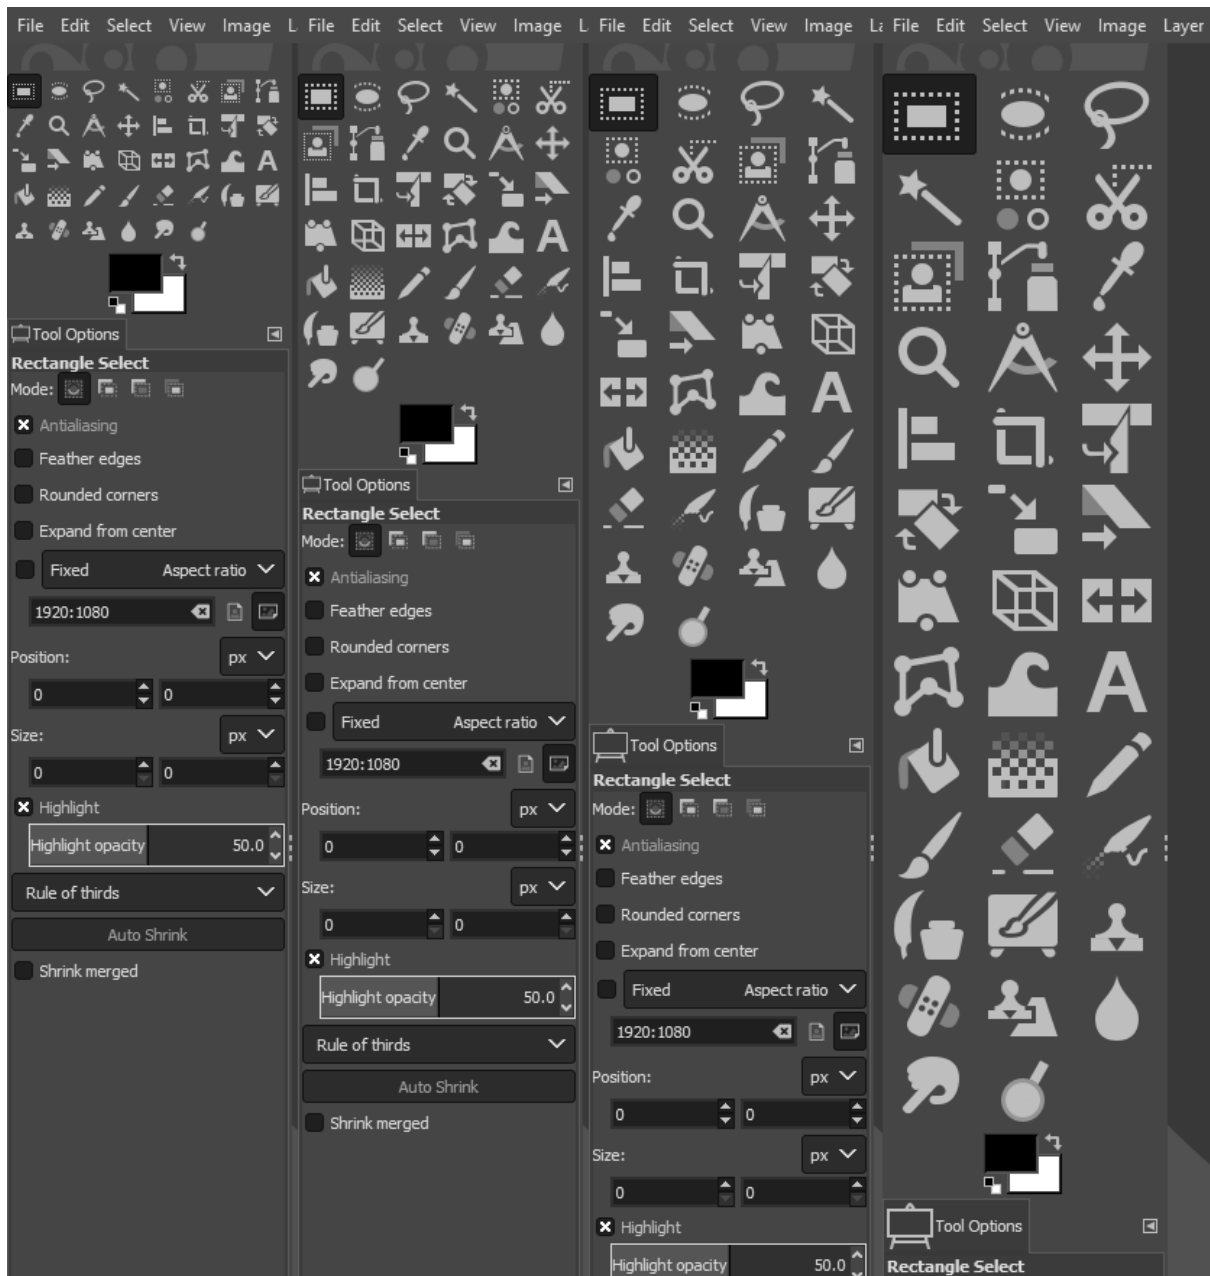 File Edit Select View Image L
Tool Options
Rectangle Select
Mode:
Antialiasing
Feather edges
Rounded corners
Expand from center
Fixed Aspect ratio
1920:1080
Position: px
0 0
Size: px
0 0
Highlight
Highlight opacity 50.0
Rule of thirds
Auto Shrink
Shrink merged
File Edit Select View Image L
Tool Options
Rectangle Select
Mode:
Antialiasing
Feather edges
Rounded corners
Expand from center
Fixed Aspect ratio
1920:1080
Position: px
0 0
Size: px
0 0
Highlight
Highlight opacity 50.0
Rule of thirds
Auto Shrink
Shrink merged
File Edit Select View Image La
Tool Options
Rectangle Select
Mode:
Antialiasing
Feather edges
Rounded corners
Expand from center
Fixed Aspect ratio
1920:1080
Position: px
0 0
Size: px
0 0
Highlight
Highlight opacity 50.0
File Edit Select View Image Layer
Tool Options
Rectangle Select